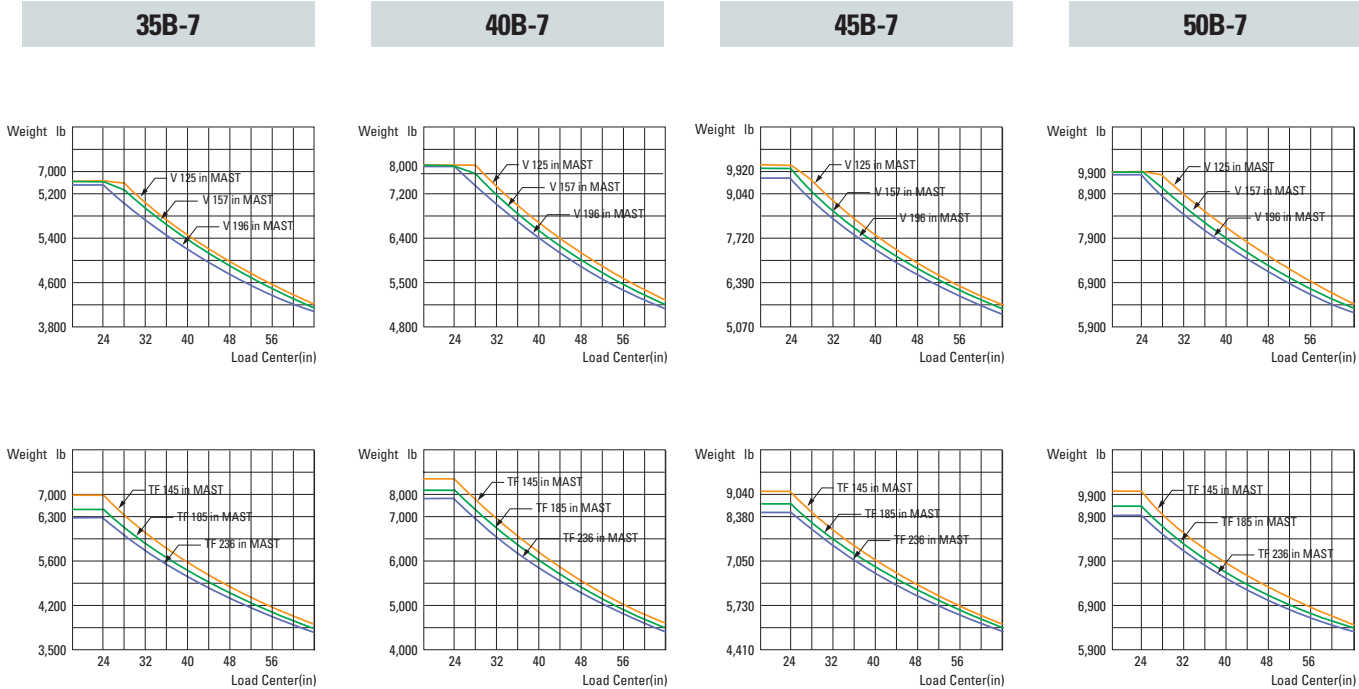 35B-7
40B-7
45B-7
50B-7
Weight lb
7,000
5,200
5,400
4,600
3,800
24 32 40 48 56
Load Center(in)
V 125 in MAST
V 157 in MAST
V 196 in MAST
Weight lb
8,000
7,200
6,400
5,500
4,800
24 32 40 48 56
Load Center(in)
V 125 in MAST
V 157 in MAST
V 196 in MAST
Weight lb
9,920
9,040
7,720
6,390
5,070
24 32 40 48 56
Load Center(in)
V 125 in MAST
V 157 in MAST
V 196 in MAST
Weight lb
9,900
8,900
7,900
6,900
5,900
24 32 40 48 56
Load Center(in)
V 125 in MAST
V 157 in MAST
V 196 in MAST
Weight lb
7,000
6,300
5,600
4,200
3,500
24 32 40 48 56
Load Center(in)
TF 145 in MAST
TF 185 in MAST
TF 236 in MAST
Weight lb
8,000
7,000
6,000
5,000
4,000
24 32 40 48 56
Load Center(in)
TF 145 in MAST
TF 185 in MAST
TF 236 in MAST
Weight lb
9,040
8,380
7,050
5,730
4,410
24 32 40 48 56
Load Center(in)
TF 145 in MAST
TF 185 in MAST
TF 236 in MAST
Weight lb
9,900
8,900
7,900
6,900
5,900
24 32 40 48 56
Load Center(in)
TF 145 in MAST
TF 185 in MAST
TF 236 in MAST